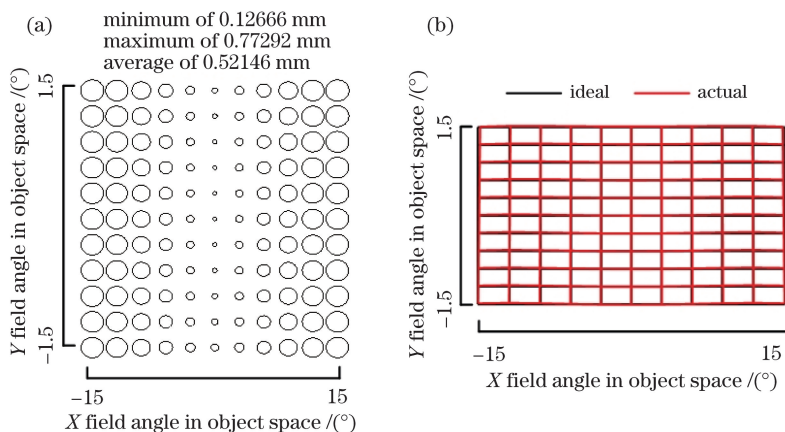 (a)
minimum of 0.12666 mm
maximum of 0.77292 mm
average of 0.52146 mm
Y field angle in object space /(°)
1.5
−1.5
−15
15
X field angle in object space /(°)
(b)
ideal
actual
Y field angle in object space /(°)
1.5
−1.5
−15
15
X field angle in object space /(°)